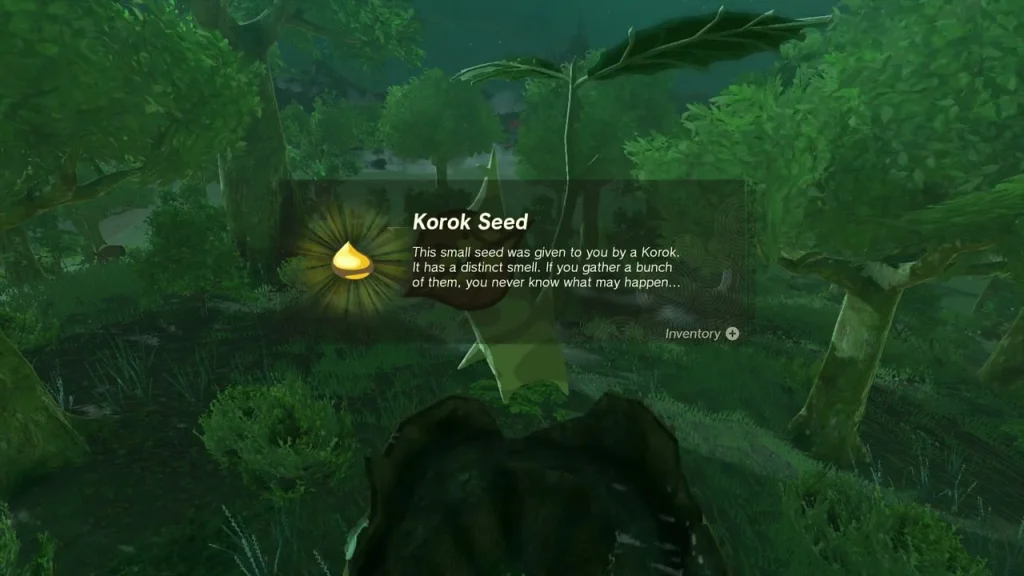 Korok Seed
This small seed was given to you by a Korok.
It has a distinct smell. If you gather a bunch
of them, you never know what may happen...
Inventory +